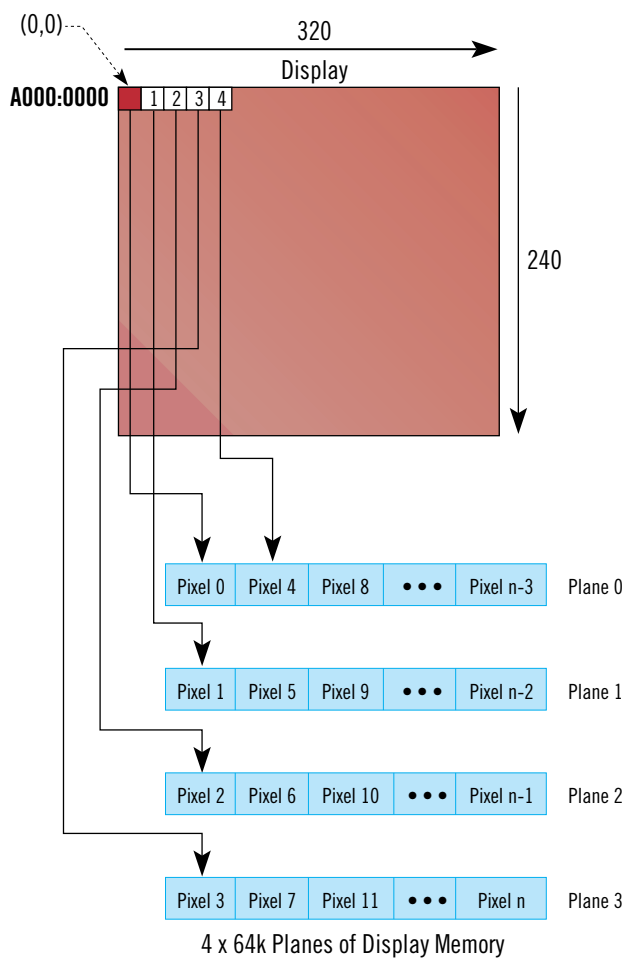 (0,0)
320
Display
A000:0000
1 2 3 4
240
Pixel 0 Pixel 4 Pixel 8 ••• Pixel n-3 Plane 0
Pixel 1 Pixel 5 Pixel 9 ••• Pixel n-2 Plane 1
Pixel 2 Pixel 6 Pixel 10 ••• Pixel n-1 Plane 2
Pixel 3 Pixel 7 Pixel 11 ••• Pixel n Plane 3
4 x 64k Planes of Display Memory